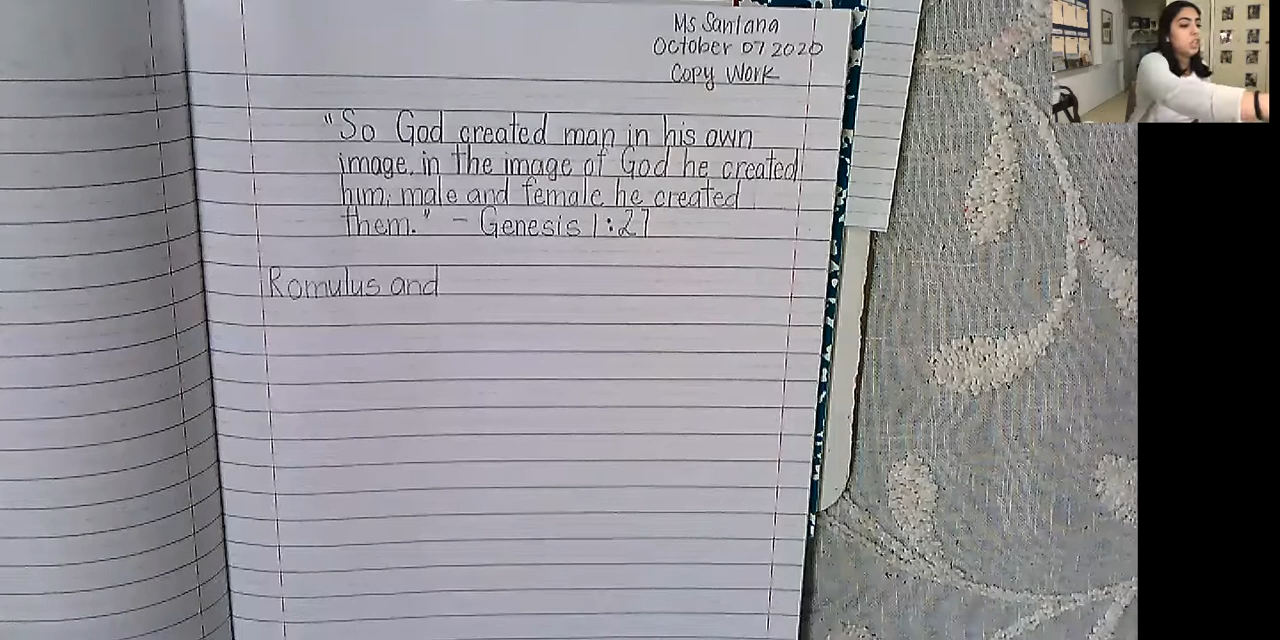 Ms Santana
October 07 2020
Copy Work
"So God created man in his own
image, in the image of God he created
him; male and female he created
them." - Genesis 1:27
Romulus and